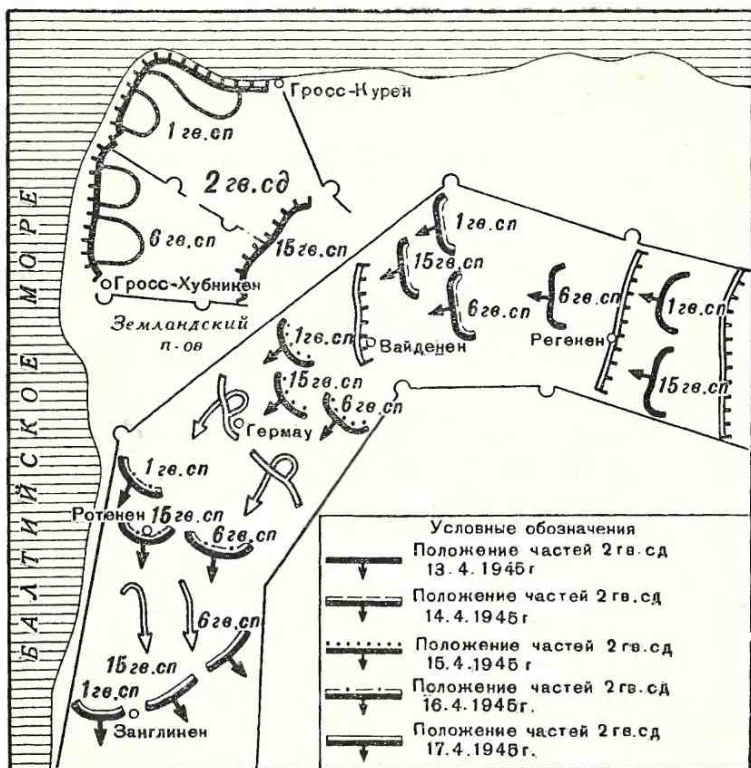 БАЛТИЙСКОЕ МОРЕ
Гросс-Курен
1 гв.сп
2 гв.сд
6 гв.сп
15 гв.сп
Гросс-Хубникен
Земландский
п-ов
1 гв.сп
15 гв.сп
6 гв.сп
6 гв.сп
1 гв.сп
15 гв.сп
Регенен
Вайденен
1 гв.сп
15 гв.сп
6 гв.сп
Гермау
1 гв.сп
Ротенен
15 гв.сп
6 гв.сп
6 гв.сп
15 гв.сп
1 гв.сп
Занглинен
Условные обозначения
Положение частей 2 гв.сд
13.4.1945г
Положение частей 2 гв.сд
14.4.1945г
Положение частей 2 гв.сд
15.4.1945г
Положение частей 2 гв.сд
16.4.1945г.
Положение частей 2 гв.сд
17.4.1945г.